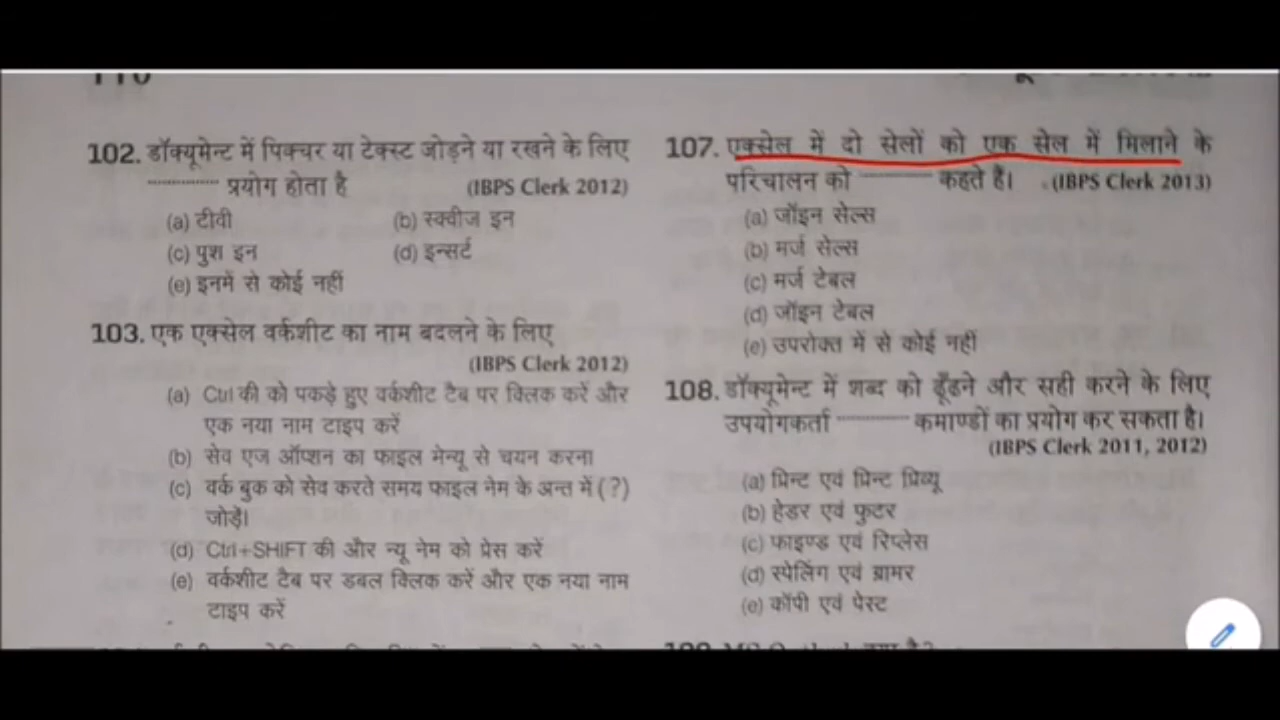 110
102. डॉक्यूमेन्ट में पिक्चर या टेक्स्ट जोड़ने या रखने के लिए
............... प्रयोग होता है (IBPS Clerk 2012)
(a) टीवी (b) स्क्वीज इन
(c) पुश इन (d) इन्सर्ट
(e) इनमें से कोई नहीं
103. एक एक्सेल वर्कशीट का नाम बदलने के लिए
(IBPS Clerk 2012)
(a) Ctrl की को पकड़े हुए वर्कशीट टैब पर क्लिक करें और
एक नया नाम टाइप करें
(b) सेव एज ऑप्शन का फाइल मेन्यू से चयन करना
(c) वर्क बुक को सेव करते समय फाइल नेम के अन्त में (?)
जोड़ें।
(d) Ctrl+SHIFT की और न्यू नेम को प्रेस करें
(e) वर्कशीट टैब पर डबल क्लिक करें और एक नया नाम
टाइप करें
107. एक्सेल में दो सेलों को एक सेल में मिलाने के
परिचालन को ............... कहते हैं। (IBPS Clerk 2013)
(a) जॉइन सेल्स
(b) मर्ज सेल्स
(c) मर्ज टेबल
(d) जॉइन टेबल
(e) उपरोक्त में से कोई नहीं
108. डॉक्यूमेन्ट में शब्द को ढूँढने और सही करने के लिए
उपयोगकर्ता ............... कमाण्डों का प्रयोग कर सकता है।
(IBPS Clerk 2011, 2012)
(a) प्रिन्ट एवं प्रिन्ट प्रिव्यू
(b) हेडर एवं फुटर
(c) फाइण्ड एवं रिप्लेस
(d) स्पेलिंग एवं ग्रामर
(e) कॉपी एवं पेस्ट